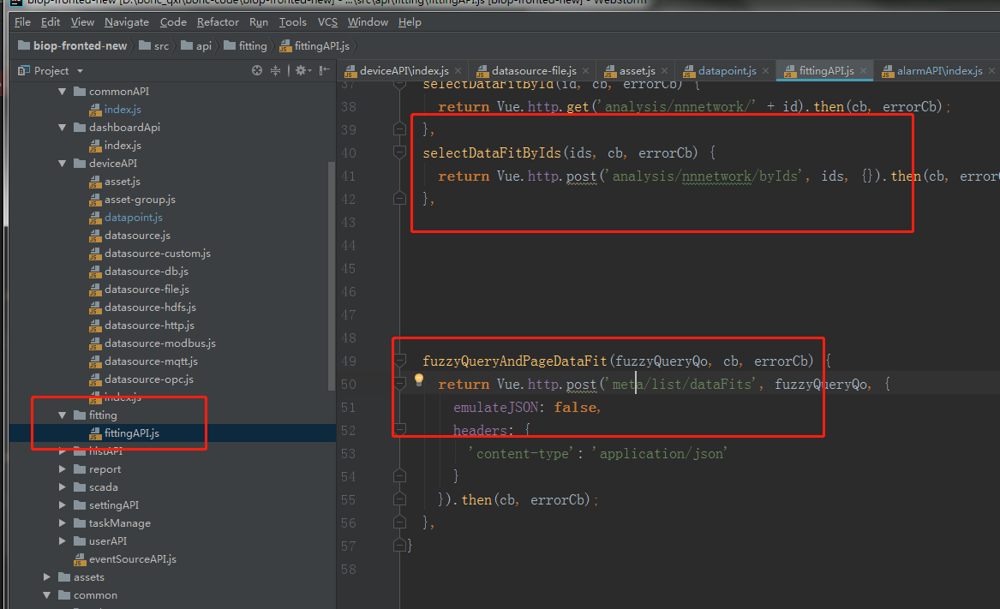 biop-fronted-new [D:\bonc_qxl\bonc-code\biop-fronted-new] - ...\src\api\fitting\fittingAPI.js [biop-fronted-new] - WebStorm
File Edit View Navigate Code Refactor Run Tools VCS Window Help
biop-fronted-new src api fitting fittingAPI.js
Project
deviceAPI\index.js datasource-file.js asset.js datapoint.js fittingAPI.js alarmAPI\index.js
commonAPI
index.js
dashboardApi
index.js
deviceAPI
asset.js
asset-group.js
datapoint.js
datasource.js
datasource-custom.js
datasource-db.js
datasource-file.js
datasource-hdfs.js
datasource-http.js
datasource-modbus.js
datasource-mqtt.js
datasource-opc.js
index.js
fitting
fittingAPI.js
histAPI
report
scada
settingAPI
taskManage
userAPI
eventSourceAPI.js
assets
common
37 selectDataFitById(id, cb, errorCb) {
38 return Vue.http.get('analysis/nnnetwork/' + id).then(cb, errorCb);
39 },
40 selectDataFitByIds(ids, cb, errorCb) {
41 return Vue.http.post('analysis/nnnetwork/byIds', ids, {}).then(cb, error
42 },
43
44
45
46
47
48
49 fuzzyQueryAndPageDataFit(fuzzyQueryQo, cb, errorCb) {
50 return Vue.http.post('meta/list/dataFits', fuzzyQueryQo, {
51 emulateJSON: false,
52 headers: {
53 'content-type': 'application/json'
54 }
55 }).then(cb, errorCb);
56 },
57 }
58